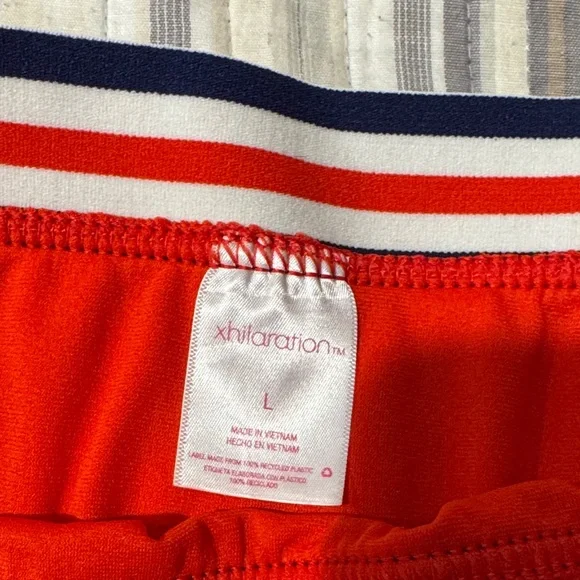 xhilaration™
L
MADE IN VIETNAM
HECHO EN VIETNAM
LABEL MADE FROM 100% RECYCLED PLASTIC
ETIQUETA ELABORADA CON PLÁSTICO
100% RECICLADO